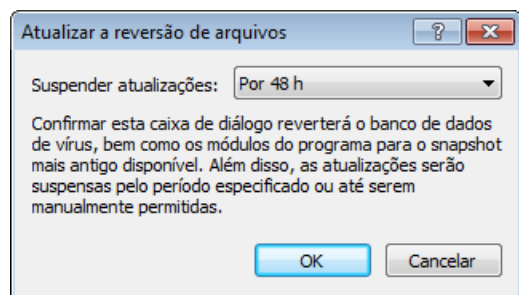 Atualizar a reversão de arquivos
Suspender atualizações: Por 48 h
Confirmar esta caixa de diálogo reverterá o banco de dados
de vírus, bem como os módulos do programa para o snapshot
mais antigo disponível. Além disso, as atualizações serão
suspensas pelo período especificado ou até serem
manualmente permitidas.
OK Cancelar